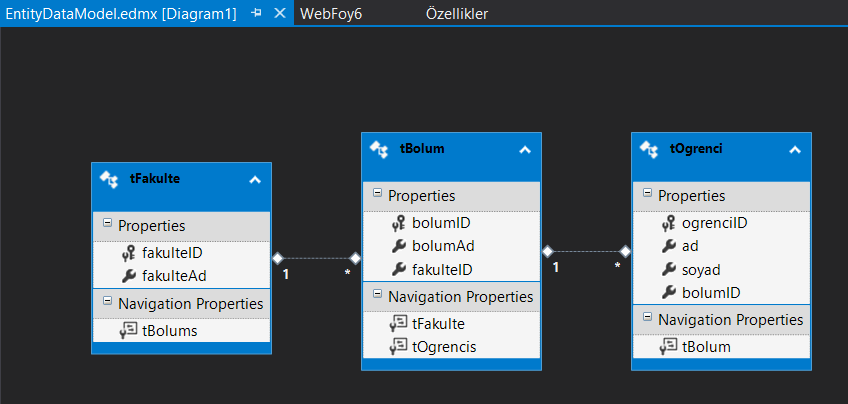 EntityDataModel.edmx [Diagram1]
WebFoy6
Özellikler
tFakulte
Properties
fakulteID
fakulteAd
Navigation Properties
tBolums
1
*
tBolum
Properties
bolumID
bolumAd
fakulteID
Navigation Properties
tFakulte
tOgrencis
1
*
tOgrenci
Properties
ogrenciID
ad
soyad
bolumID
Navigation Properties
tBolum